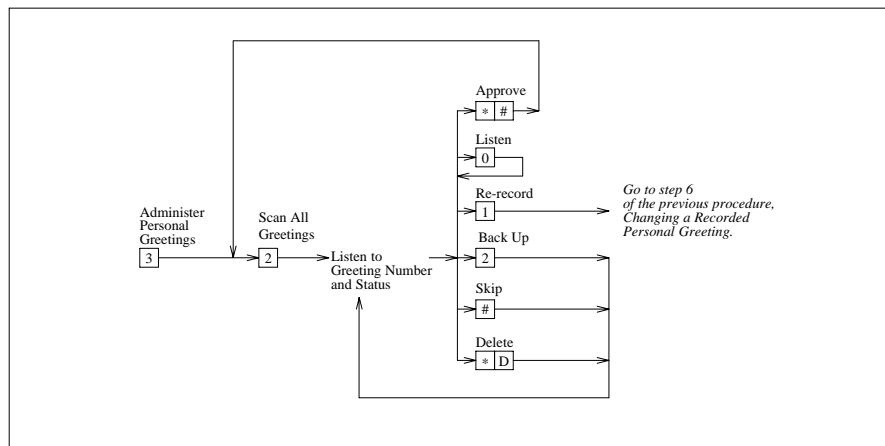 Administer
Personal
Greetings
3
Scan All
Greetings
2
Listen to
Greeting Number
and Status
Approve
* #
Listen
0
Re-record
1
Go to step 6
of the previous procedure,
Changing a Recorded
Personal Greeting.
Back Up
2
Skip
#
Delete
* D